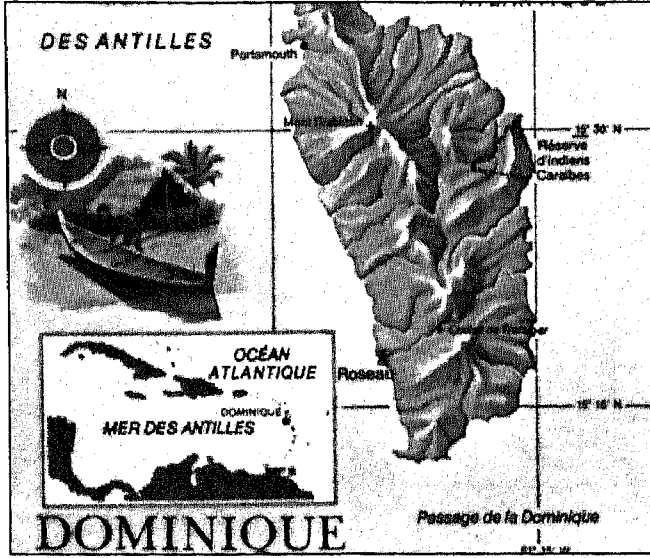 DES ANTILLES
Portsmouth
N
15° 30' N
Réserve
d'Indiens
Caraïbes
OCÉAN
ATLANTIQUE
DOMINIQUE
MER DES ANTILLES
Roseau
15° 15' N
Passage de la Dominique
DOMINIQUE